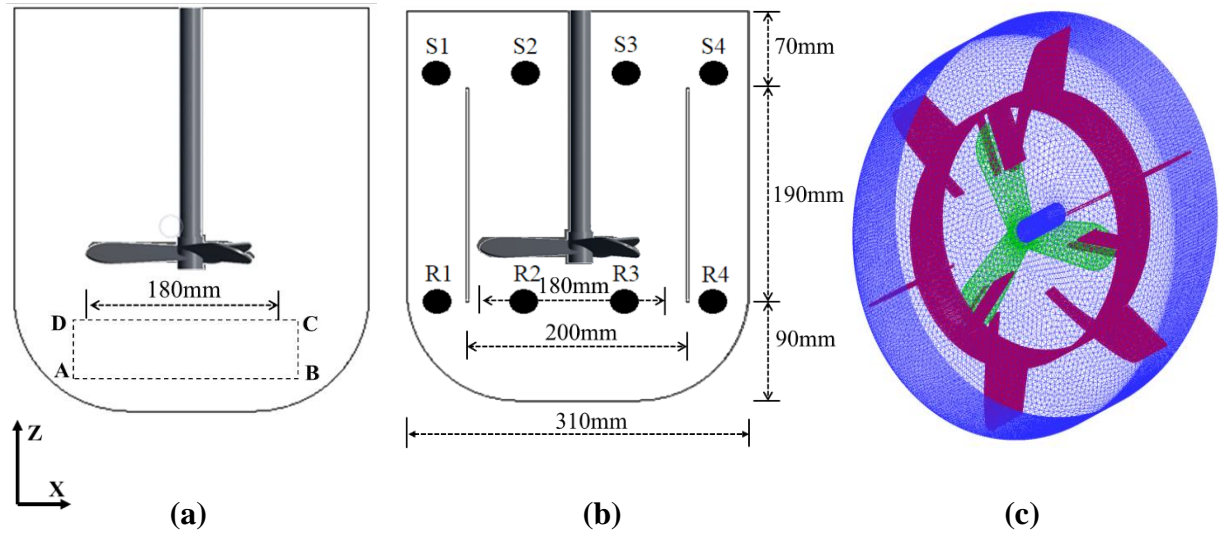 180mm
D C
A B
Z
X
(a)
S1 S2 S3 S4
70mm
190mm
R1 R2 R3 R4
180mm
200mm
90mm
310mm
(b)
(c)